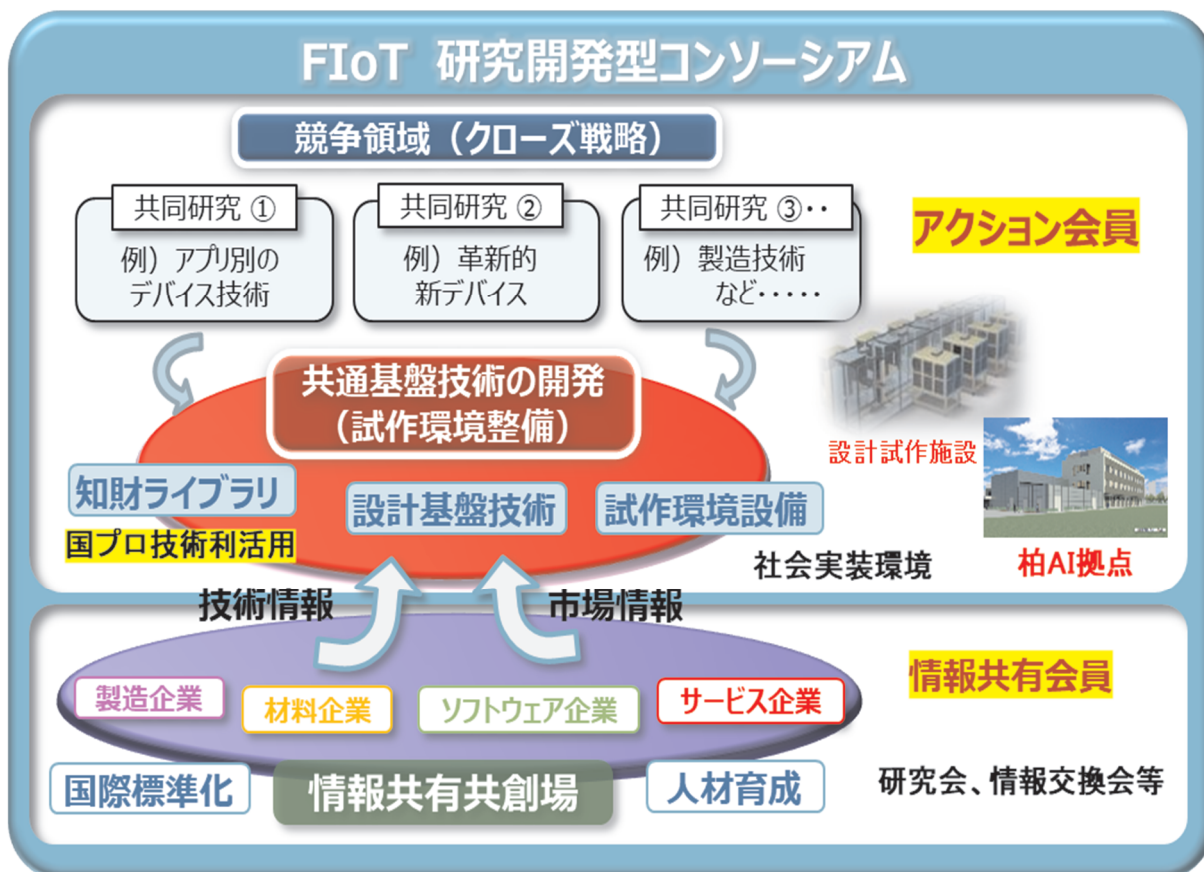 FIoT 研究開発型コンソーシアム
競争領域（クローズ戦略）
共同研究 ①
例）アプリ別の
デバイス技術
共同研究 ②
例）革新的
新デバイス
共同研究 ③‥
例）製造技術
など‥‥‥
アクション会員
共通基盤技術の開発
（試作環境整備）
設計試作施設
知財ライブラリ
設計基盤技術
試作環境設備
国プロ技術利活用
社会実装環境
柏AI拠点
技術情報
市場情報
情報共有会員
製造企業
材料企業
ソフトウェア企業
サービス企業
国際標準化
情報共有共創場
人材育成
研究会、情報交換会等